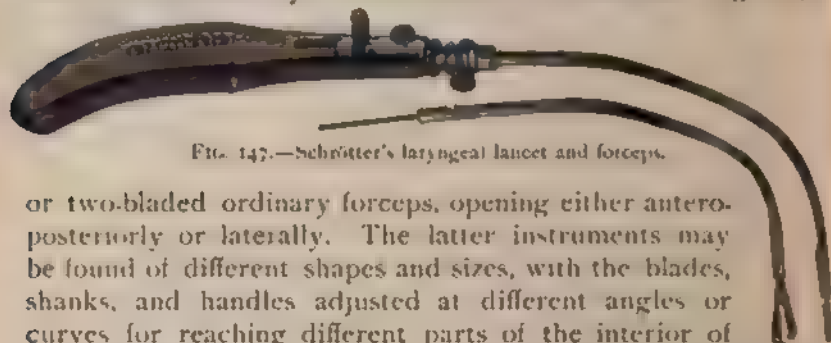 FIG. 147.—Schrötter's laryngeal lancet and forceps.
or two-bladed ordinary forceps, opening either antero-
posteriorly or laterally. The latter instruments may
be found of different shapes and sizes, with the blades,
shanks, and handles adjusted at different angles or
curves for reaching different parts of the interior of